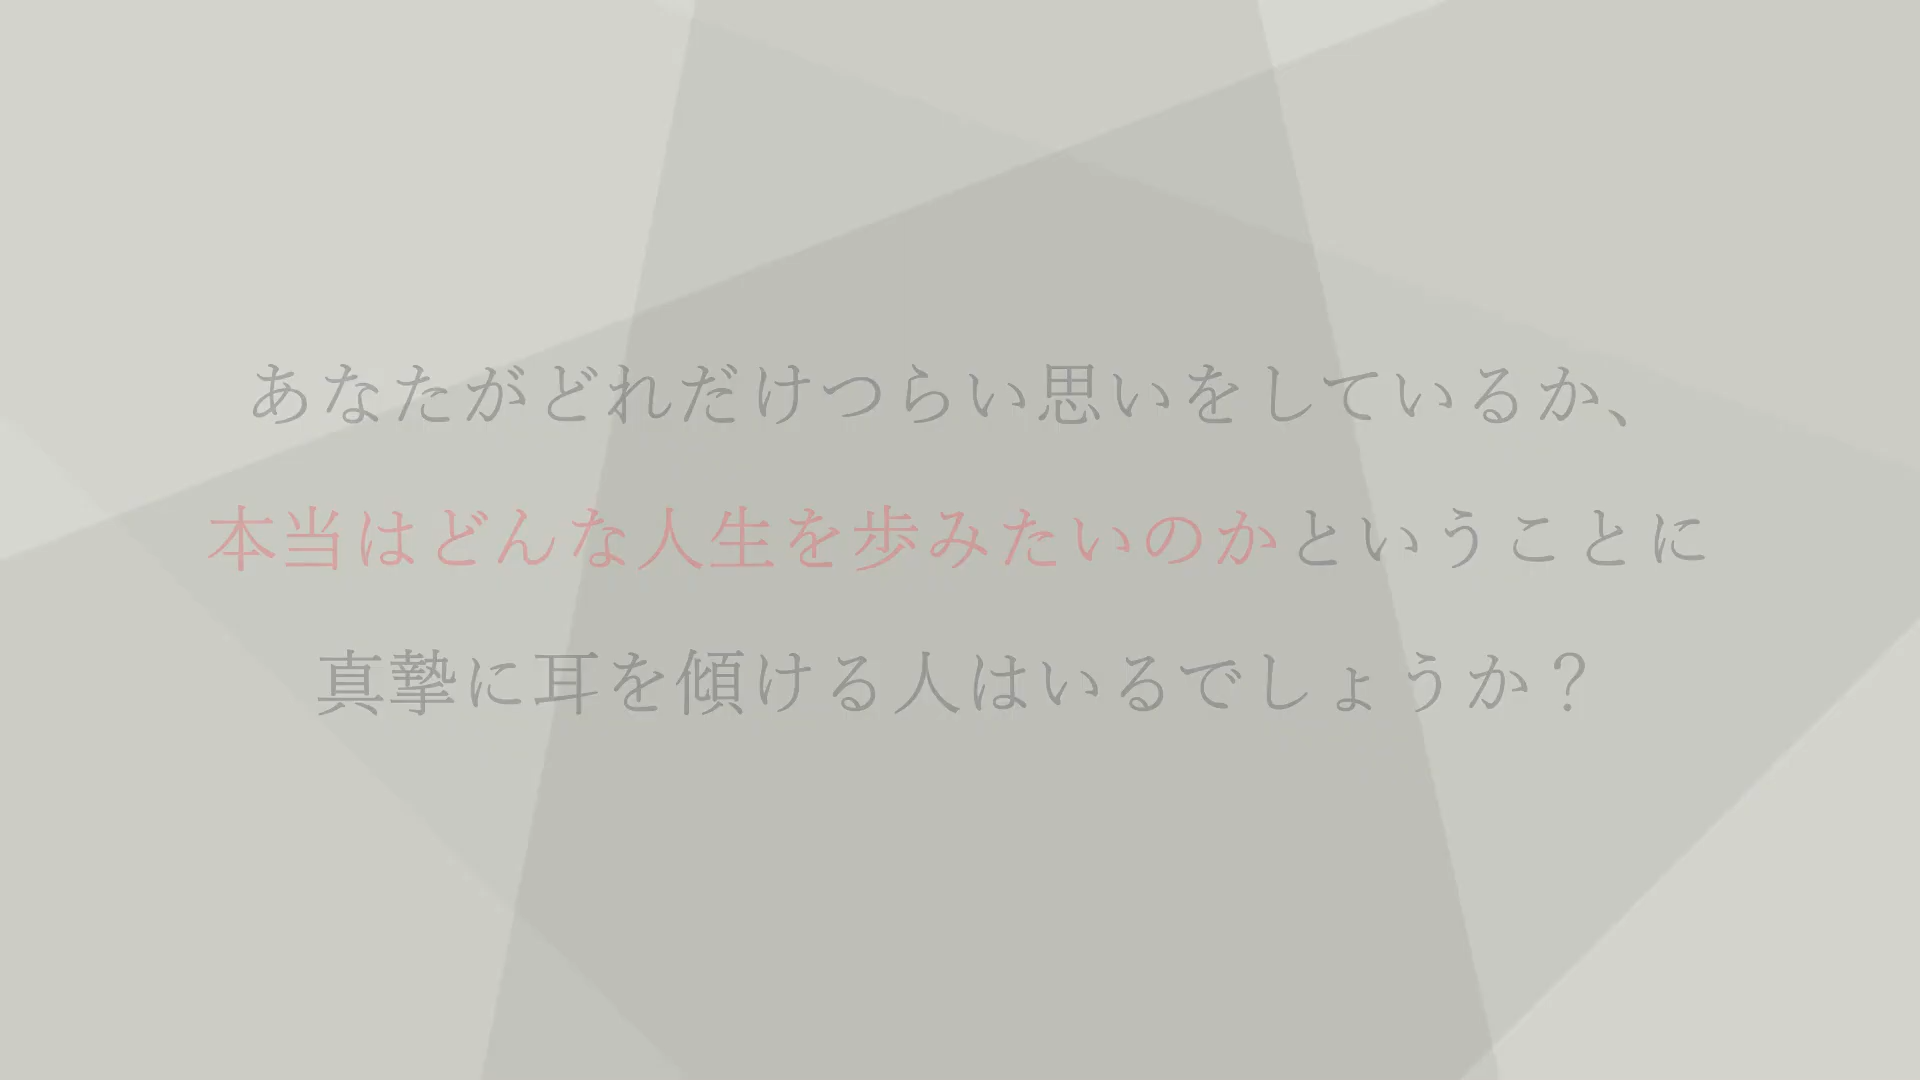 あなたがどれだけつらい思いをしているか、
本当はどんな人生を歩みたいのかということに
真摯に耳を傾ける人はいるでしょうか？